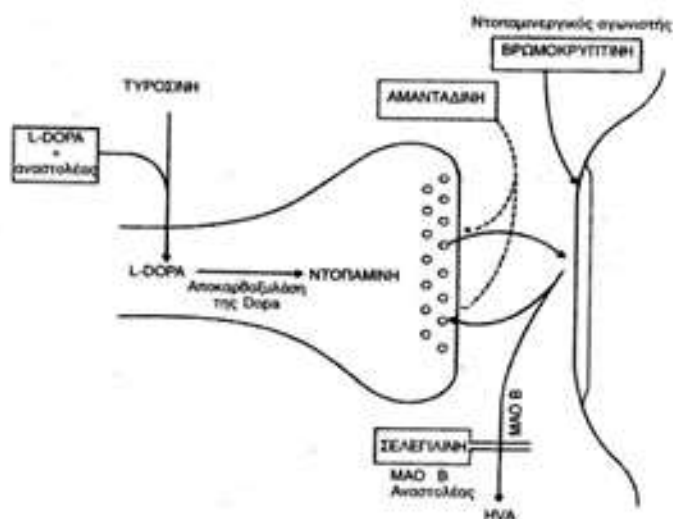 Ντοπαμινεργικός αγωνιστής
ΒΡΩΜΟΚΡΥΠΤΙΝΗ
ΤΥΡΟΣΙΝΗ
ΑΜΑΝΤΑΔΙΝΗ
L-DOPA
+
αναστολέας
L-DOPA
ΝΤΟΠΑΜΙΝΗ
Αποκαρβοξυλάση
της Dopa
MAO B
ΣΕΛΕΓΙΛΙΝΗ
MAO B
Αναστολέας
HVA